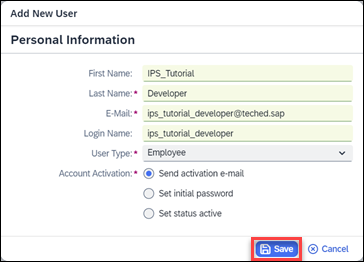 Add New User
Personal Information
First Name: IPS_Tutorial
Last Name:* Developer
E-Mail:* ips_tutorial_developer@teched.sap
Login Name: ips_tutorial_developer
User Type:* Employee
Account Activation:* Send activation e-mail
Set initial password
Set status active
Save Cancel